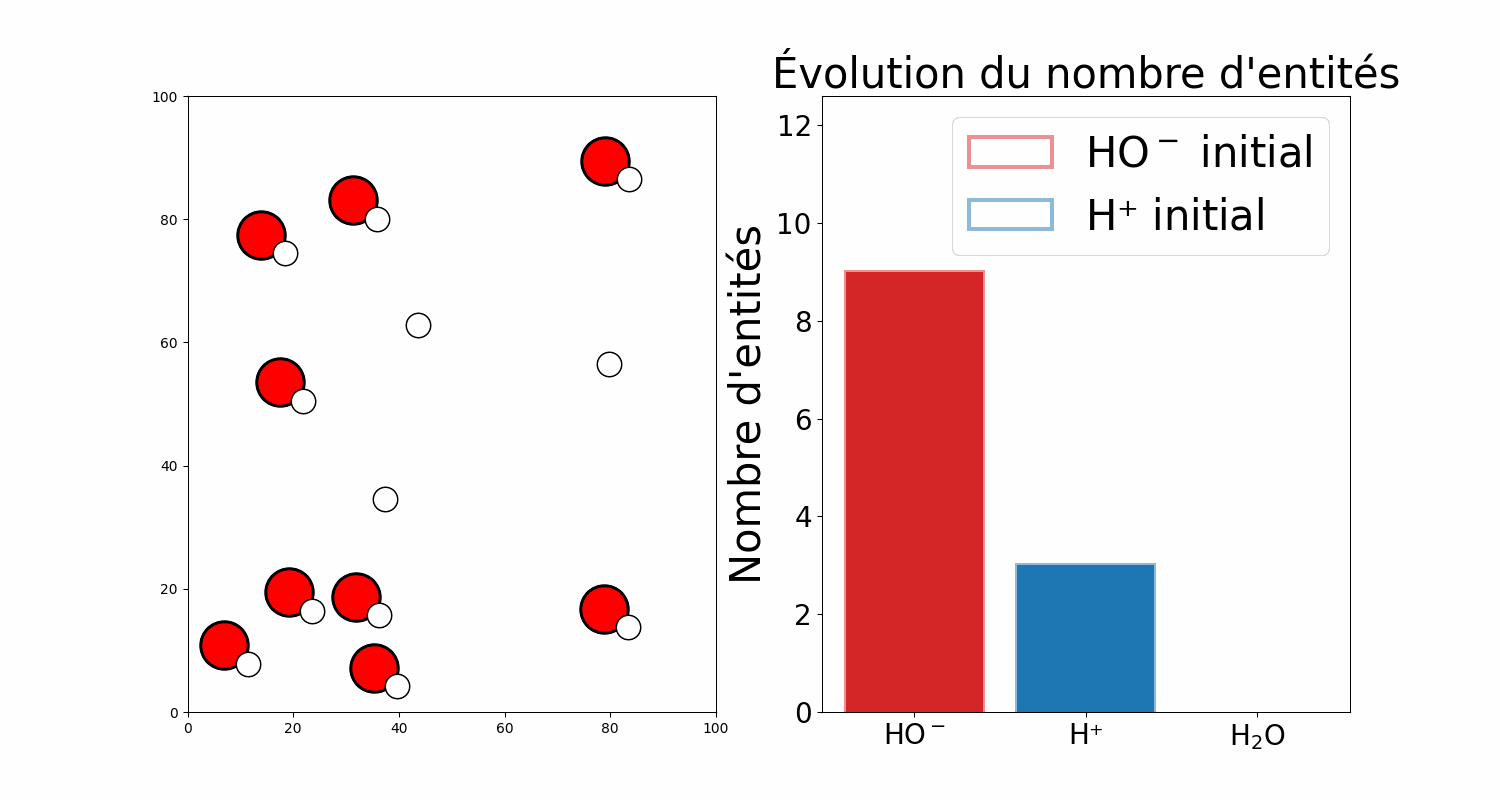 100
80
60
40
20
0
0 20 40 60 80 100
Évolution du nombre d'entités
Nombre d'entités
12
10
8
6
4
2
0
HO⁻ initial
H⁺ initial
HO⁻ H⁺ H₂O